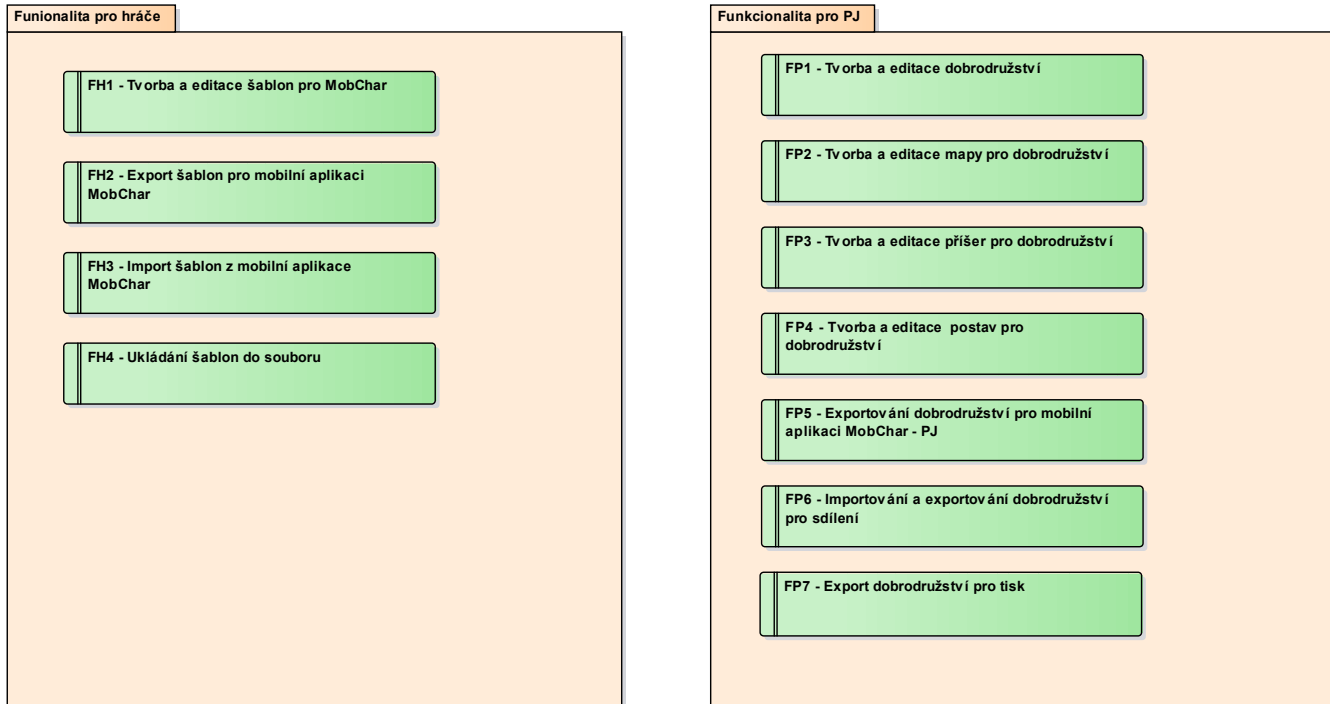 Funionalita pro hráče
FH1 - Tvorba a editace šablon pro MobChar
FH2 - Export šablon pro mobilní aplikaci
MobChar
FH3 - Import šablon z mobilní aplikace
MobChar
FH4 - Ukládání šablon do souboru
Funkcionalita pro PJ
FP1 - Tvorba a editace dobrodružství
FP2 - Tvorba a editace mapy pro dobrodružství
FP3 - Tvorba a editace příšer pro dobrodružství
FP4 - Tvorba a editace postav pro
dobrodružství
FP5 - Exportování dobrodružství pro mobilní
aplikaci MobChar - PJ
FP6 - Importování a exportování dobrodružství
pro sdílení
FP7 - Export dobrodružství pro tisk